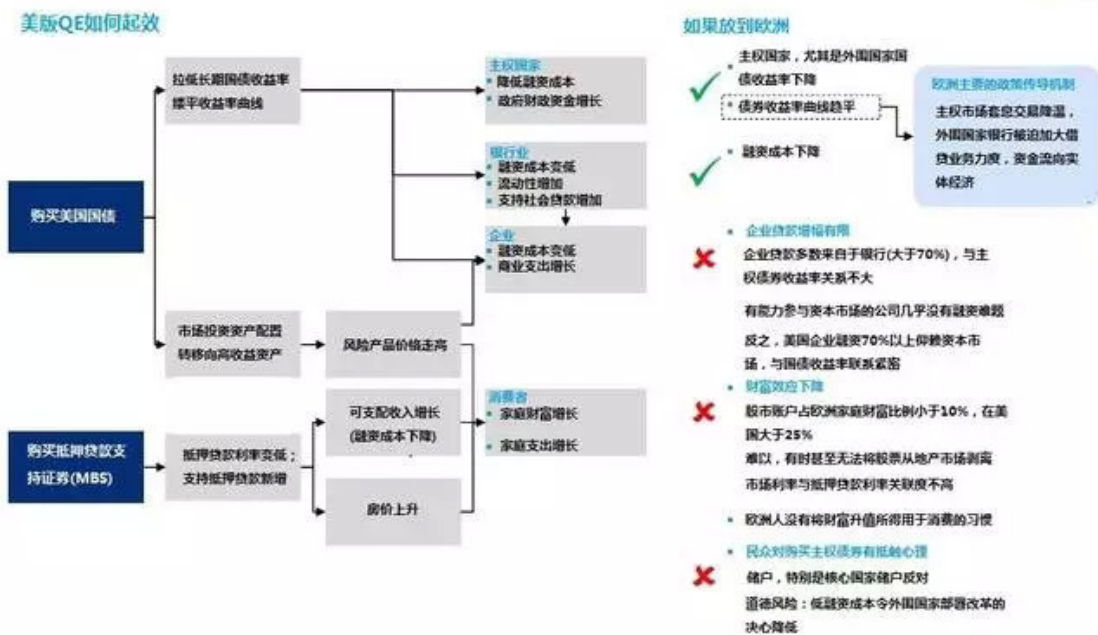 美版QE如何起效
购买美国国债
拉低长期国债收益率
缕平收益率曲线
市场投资资产配置
转移向高收益资产
风险产品价格走高
购买抵押贷款支
持证券(MBS)
抵押贷款利率变低；
支持抵押贷款新增
可支配收入增长
(融资成本下降)
房价上升
主权国家
降低融资成本
政府财政资金增长
银行业
融资成本变低
流动性增加
支持社会贷款增加
企业
融资成本变低
商业支出增长
消费者
家庭财富增长
家庭支出增长
如果放到欧洲
主权国家，尤其是外围国家国
债收益率下降
债券收益率曲线趋平
融资成本下降
欧洲主要的政策传导机制
主权市场套息交易降温，
外围国家银行被迫加大借
贷业务力度，资金流向实
体经济
企业贷款增幅有限
企业贷款多数来自于银行(大于70%)，与主
权债券收益率关系不大
有能力参与资本市场的公司几乎没有融资难题
反之，美国企业融资70%以上仰赖资本市
场，与国债收益率联系紧密
财富效应下降
股市账户占欧洲家庭财富比例小于10%，在美
国大于25%
难以，有时甚至无法将股票从地产市场剥离
市场利率与抵押贷款利率关联度不高
欧洲人没有将财富升值所得用于消费的习惯
民众对购买主权债券有抵触心理
储户，特别是核心国家储户反对
道德风险：低融资成本令外围国家部署改革的
决心降低